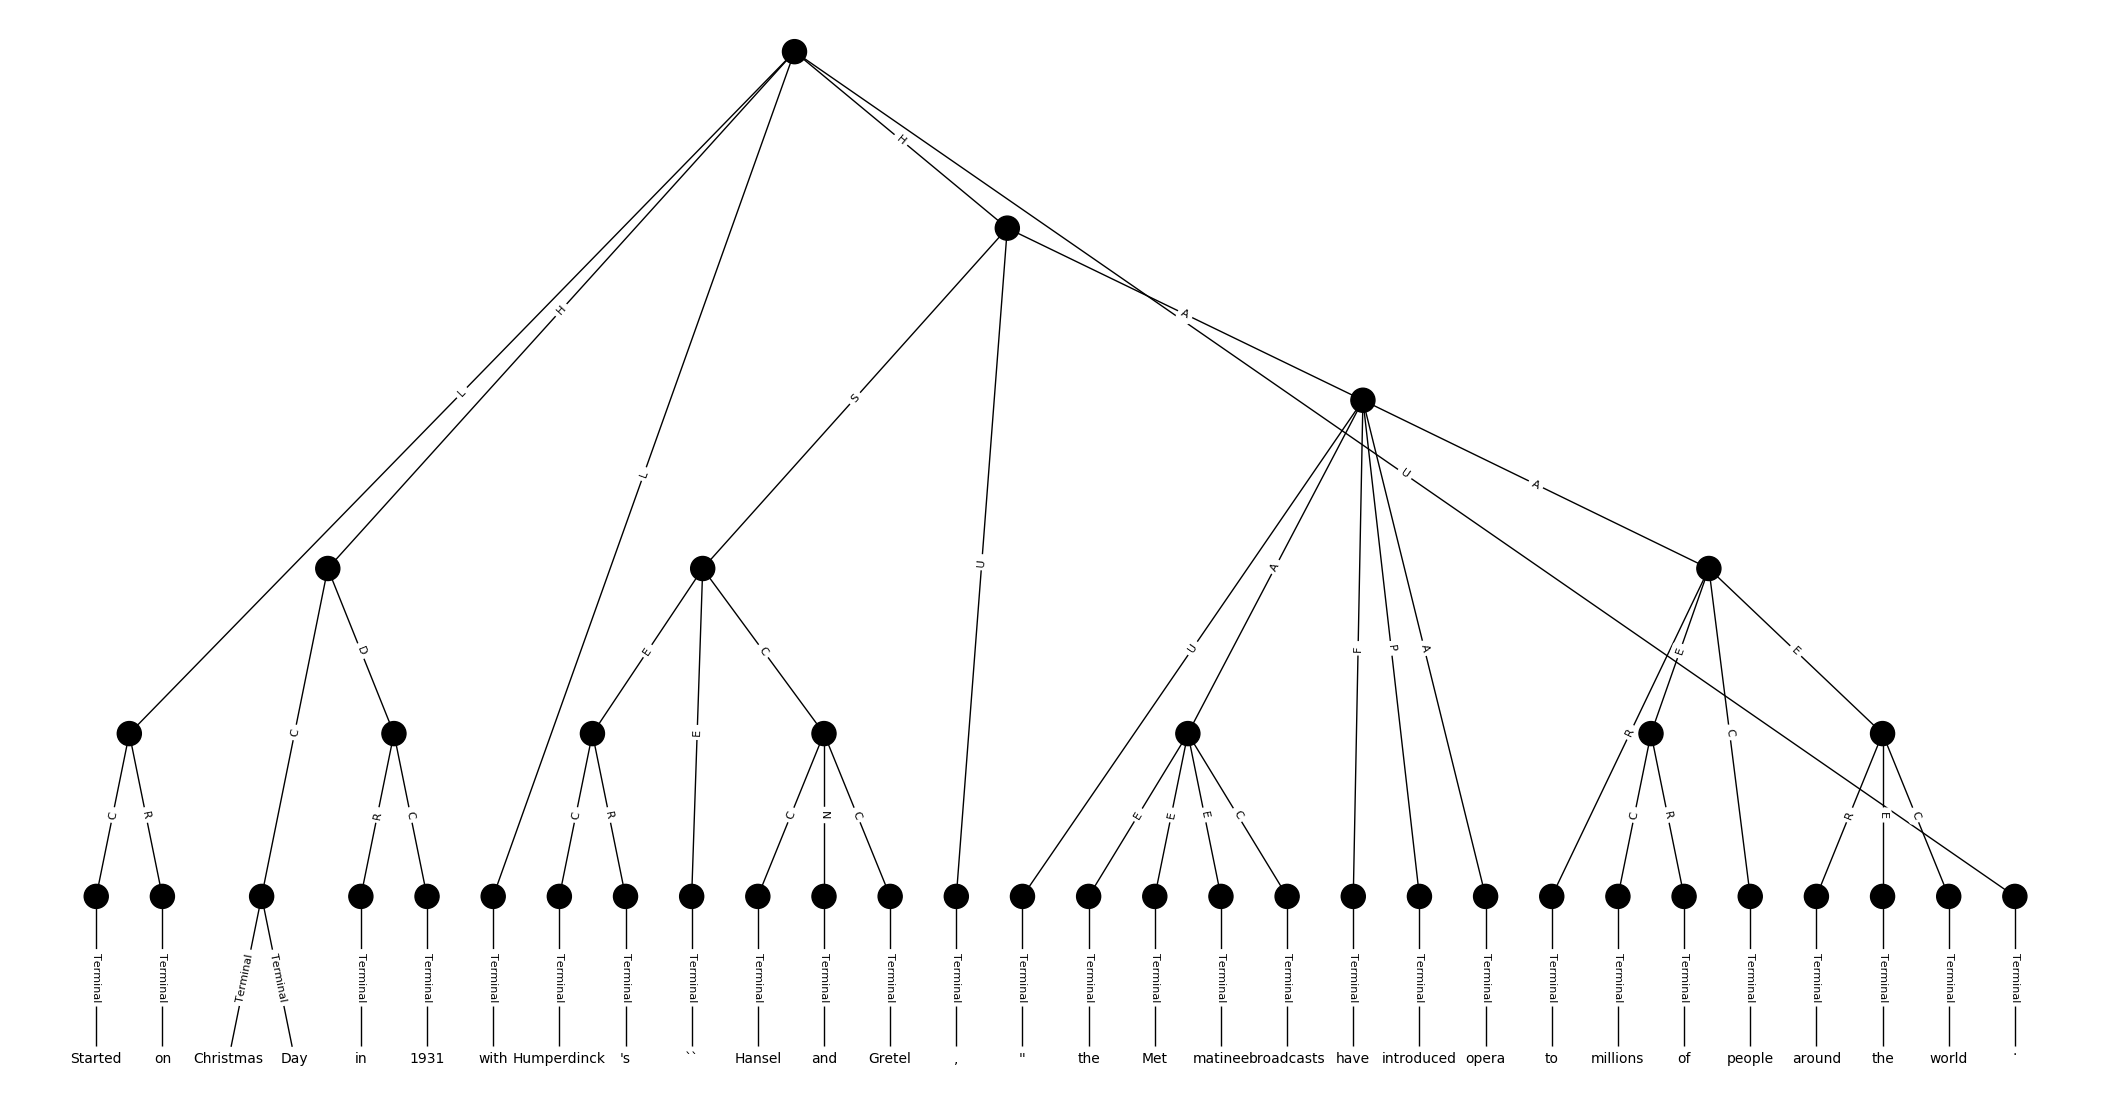 H
H
A
L
S
L
U
A
U
A
D
E
C
U
F
P
A
E
E
C
E
R
C
C
R
R
C
C
R
C
N
C
E
E
E
C
C
R
R
E
C
Terminal Terminal Terminal Terminal Terminal Terminal Terminal Terminal Terminal Terminal Terminal Terminal Terminal Terminal Terminal Terminal Terminal Terminal Terminal Terminal Terminal Terminal Terminal Terminal Terminal Terminal Terminal Terminal Terminal Terminal
Started on Christmas Day in 1931 with Humperdinck 's `` Hansel and Gretel , " the Met matinee broadcasts have introduced opera to millions of people around the world .